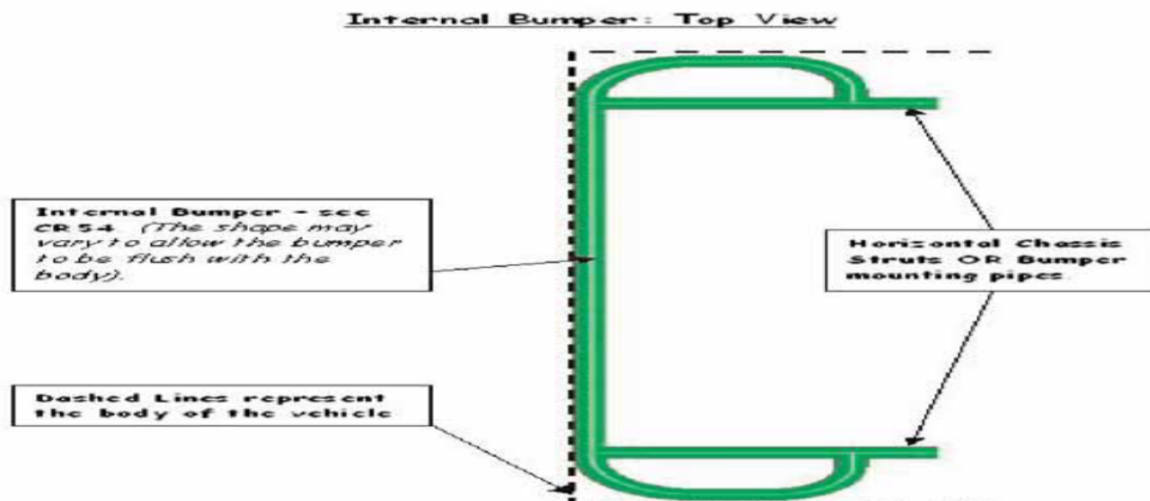 Internal Bumper: Top View
Internal Bumper - see
CR54 (The shape may
vary to allow the bumper
to be flush with the
body).
Horizontal Chassis
Struts OR Bumper
mounting pipes
Dashed Lines represent
the body of the vehicle